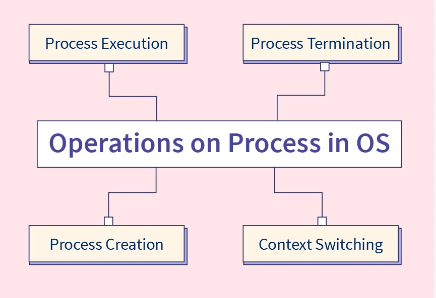 Process Execution
Process Termination
Operations on Process in OS
Process Creation
Context Switching